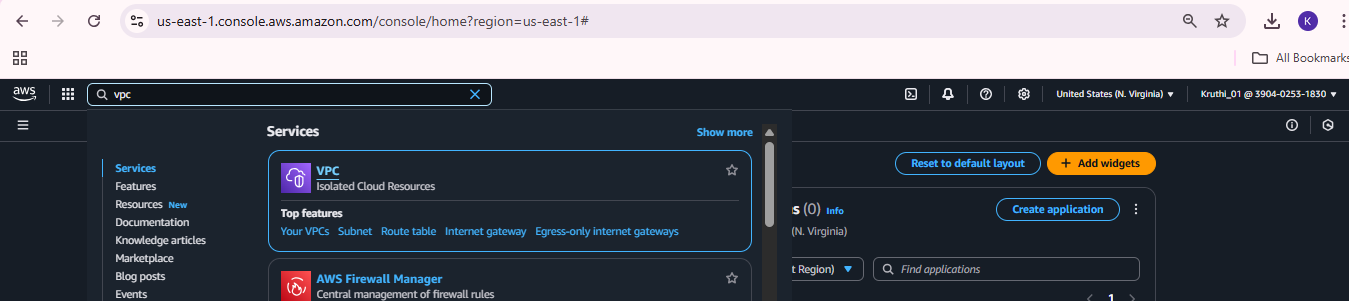 us-east-1.console.aws.amazon.com/console/home?region=us-east-1#
K
All Bookmarks
aws
vpc
United States (N. Virginia)
Kruthi_01 @ 3904-0253-1830
Services
Show more
Services
Features
Resources New
Documentation
Knowledge articles
Marketplace
Blog posts
Events
VPC
Isolated Cloud Resources
Top features
Your VPCs Subnet Route table Internet gateway Egress-only internet gateways
AWS Firewall Manager
Central management of firewall rules
Reset to default layout
+ Add widgets
s (0) Info
(N. Virginia)
Create application
t Region)
Find applications
1